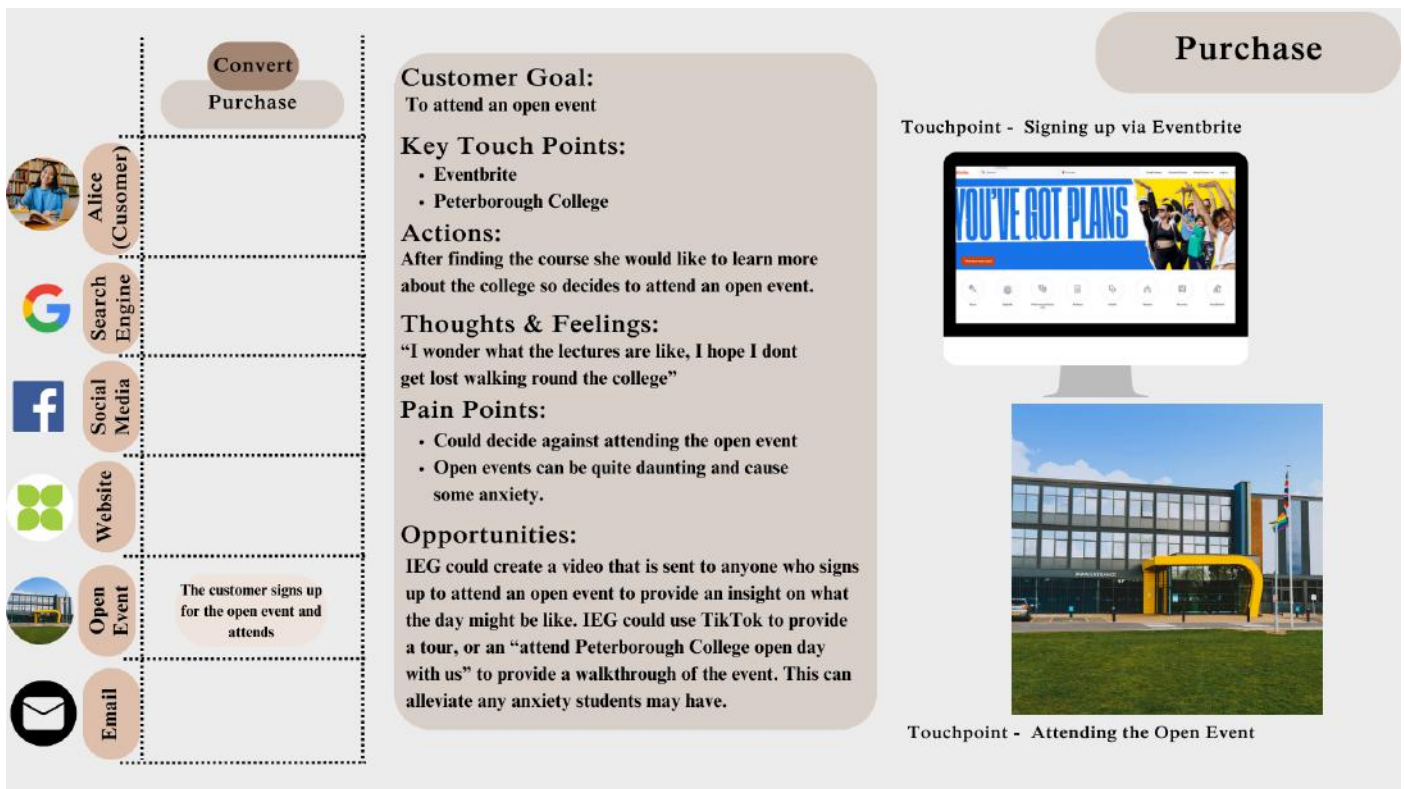 Convert
Purchase
Alice
(Cusomer)
Search
Engine
Social
Media
Website
Open
Event
The customer signs up
for the open event and
attends
Email
Customer Goal:
To attend an open event
Key Touch Points:
• Eventbrite
• Peterborough College
Actions:
After finding the course she would like to learn more
about the college so decides to attend an open event.
Thoughts & Feelings:
“I wonder what the lectures are like, I hope I dont
get lost walking round the college”
Pain Points:
• Could decide against attending the open event
• Open events can be quite daunting and cause
some anxiety.
Opportunities:
IEG could create a video that is sent to anyone who signs
up to attend an open event to provide an insight on what
the day might be like. IEG could use TikTok to provide
a tour, or an “attend Peterborough College open day
with us” to provide a walkthrough of the event. This can
alleviate any anxiety students may have.
Purchase
Touchpoint - Signing up via Eventbrite
YOU'VE GOT PLANS
Touchpoint - Attending the Open Event